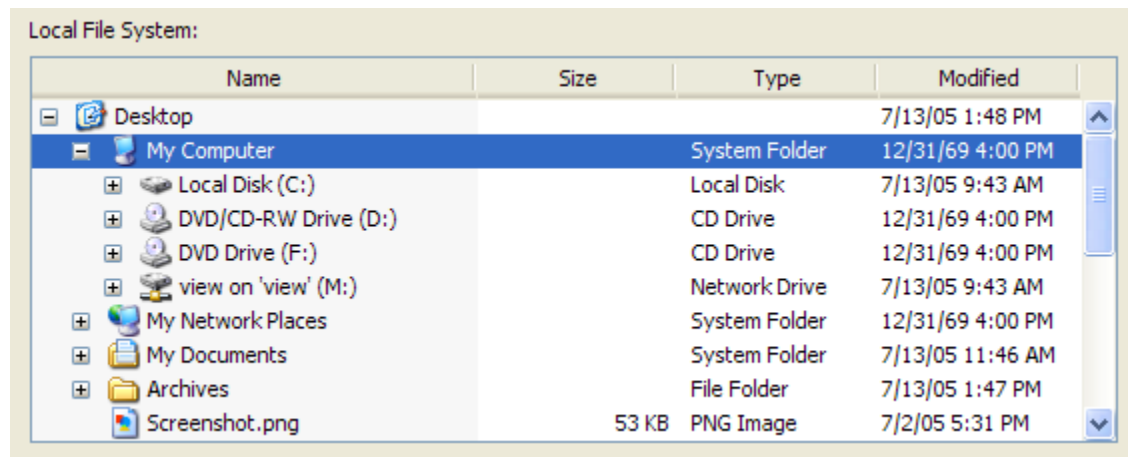 Local File System:
Name Size Type Modified
Desktop 7/13/05 1:48 PM
My Computer System Folder 12/31/69 4:00 PM
Local Disk (C:) Local Disk 7/13/05 9:43 AM
DVD/CD-RW Drive (D:) CD Drive 12/31/69 4:00 PM
DVD Drive (F:) CD Drive 12/31/69 4:00 PM
view on 'view' (M:) Network Drive 7/13/05 9:43 AM
My Network Places System Folder 12/31/69 4:00 PM
My Documents System Folder 7/13/05 11:46 AM
Archives File Folder 7/13/05 1:47 PM
Screenshot.png 53 KB PNG Image 7/2/05 5:31 PM